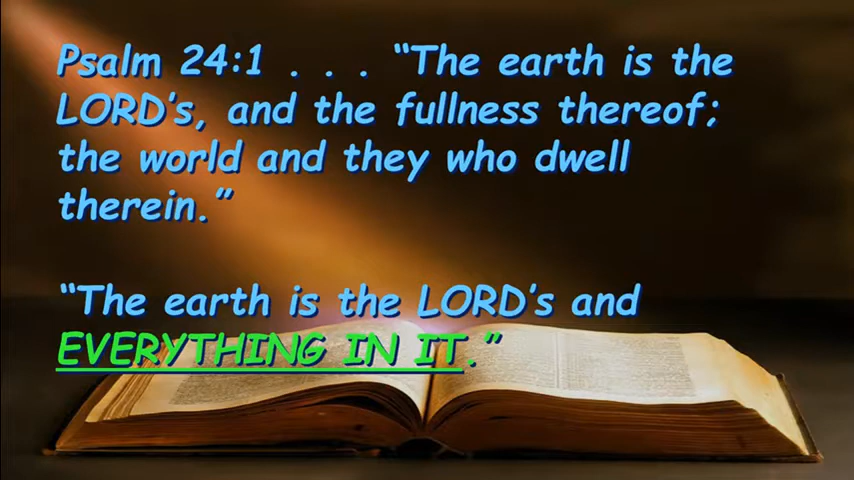 Psalm 24:1 . . . “The earth is the
LORD’s, and the fullness thereof;
the world and they who dwell
therein.”
“The earth is the LORD’s and
EVERYTHING IN IT.”